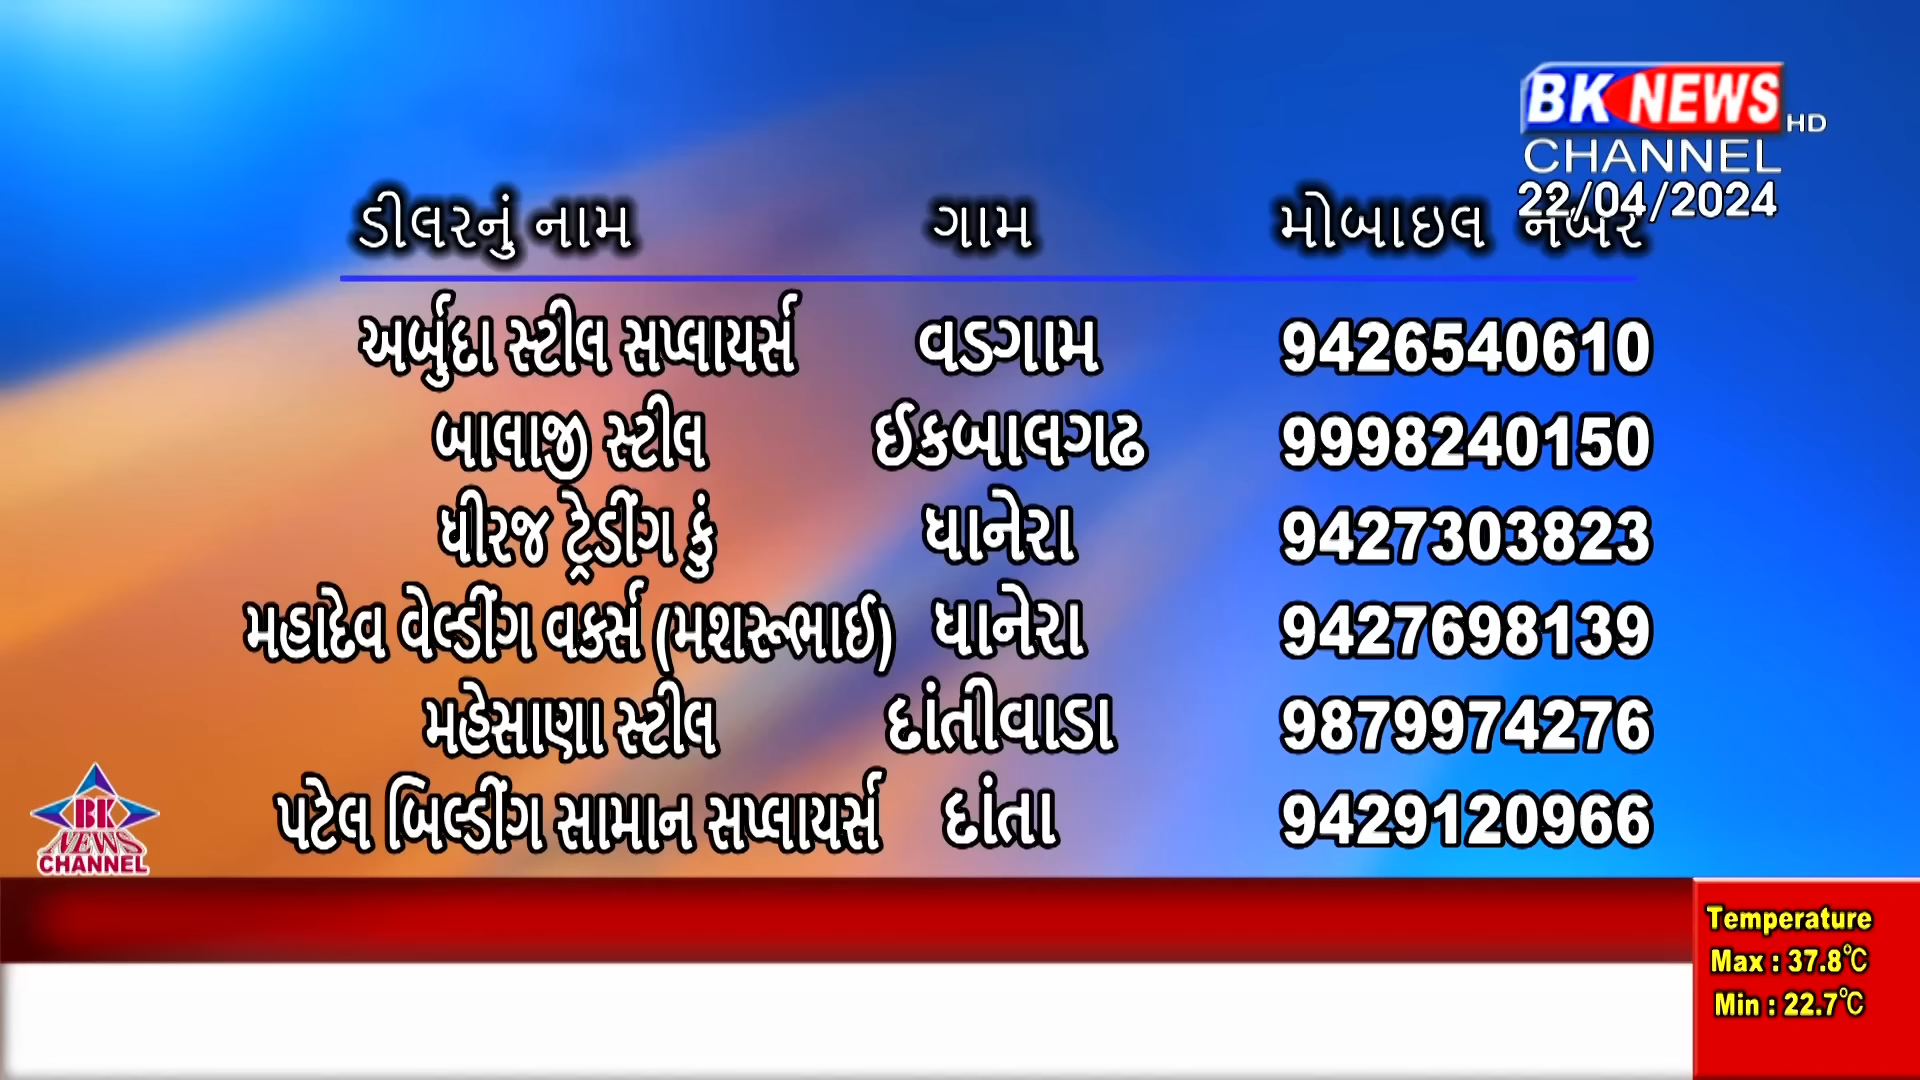 BK NEWS HD
CHANNEL
22/04/2024
ડીલરનું નામ ગામ મોબાઇલ નંબર
અર્બુદા સ્ટીલ સપ્લાયર્સ વડગામ 9426540610
બાલાજી સ્ટીલ ઈકબાલગઢ 9998240150
ધીરજ ટ્રેડીંગ કું ધાનેરા 9427303823
મહાદેવ વેલ્ડીંગ વર્ક્સ (મશરૂભાઈ) ધાનેરા 9427698139
મહેસાણા સ્ટીલ દાંતીવાડા 9879974276
પટેલ બિલ્ડીંગ સામાન સપ્લાયર્સ દાંતા 9429120966
BK
NEWS
CHANNEL
Temperature
Max : 37.8°C
Min : 22.7°C